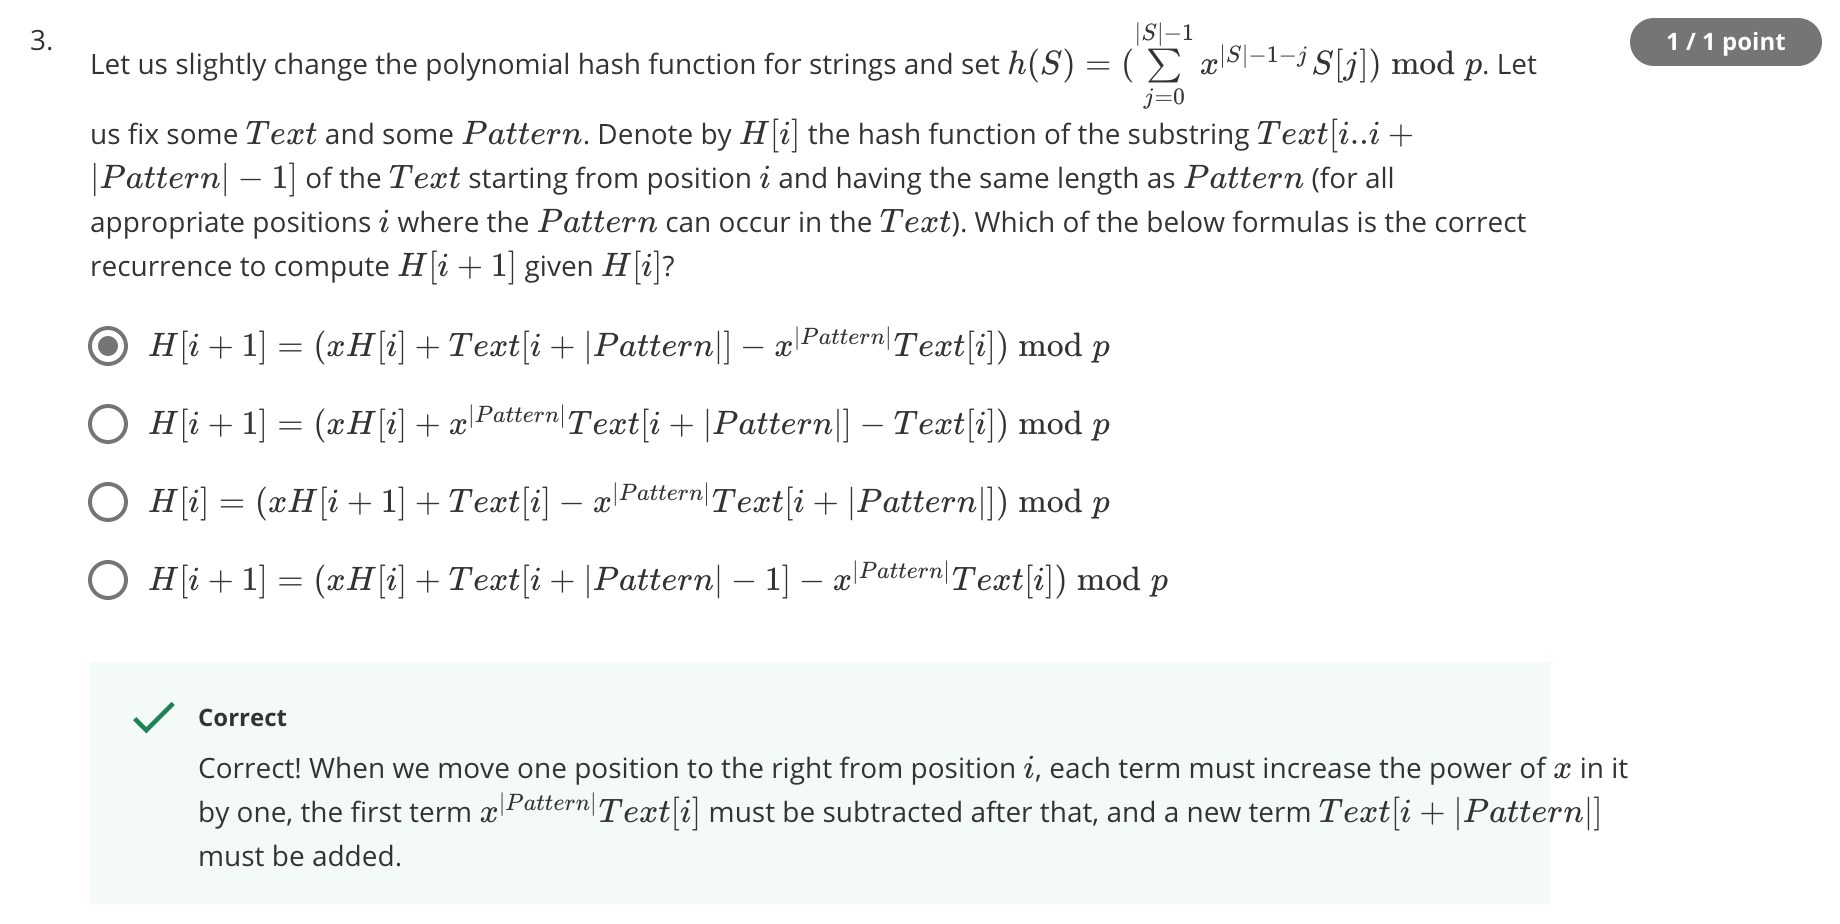 3.
1 / 1 point
Let us slightly change the polynomial hash function for strings and set $h(S) = (\sum_{j=0}^{|S|-1} x^{|S|-1-j} S[j]) \bmod p$. Let
us fix some $Text$ and some $Pattern$. Denote by $H[i]$ the hash function of the substring $Text[i..i +$
$|Pattern| - 1]$ of the $Text$ starting from position $i$ and having the same length as $Pattern$ (for all
appropriate positions $i$ where the $Pattern$ can occur in the $Text$). Which of the below formulas is the correct
recurrence to compute $H[i + 1]$ given $H[i]$?
$H[i + 1] = (xH[i] + Text[i + |Pattern|] - x^{|Pattern|}Text[i]) \bmod p$
$H[i + 1] = (xH[i] + x^{|Pattern|}Text[i + |Pattern|] - Text[i]) \bmod p$
$H[i] = (xH[i + 1] + Text[i] - x^{|Pattern|}Text[i + |Pattern|]) \bmod p$
$H[i + 1] = (xH[i] + Text[i + |Pattern| - 1] - x^{|Pattern|}Text[i]) \bmod p$
Correct
Correct! When we move one position to the right from position $i$, each term must increase the power of $x$ in it
by one, the first term $x^{|Pattern|}Text[i]$ must be subtracted after that, and a new term $Text[i + |Pattern|]$
must be added.